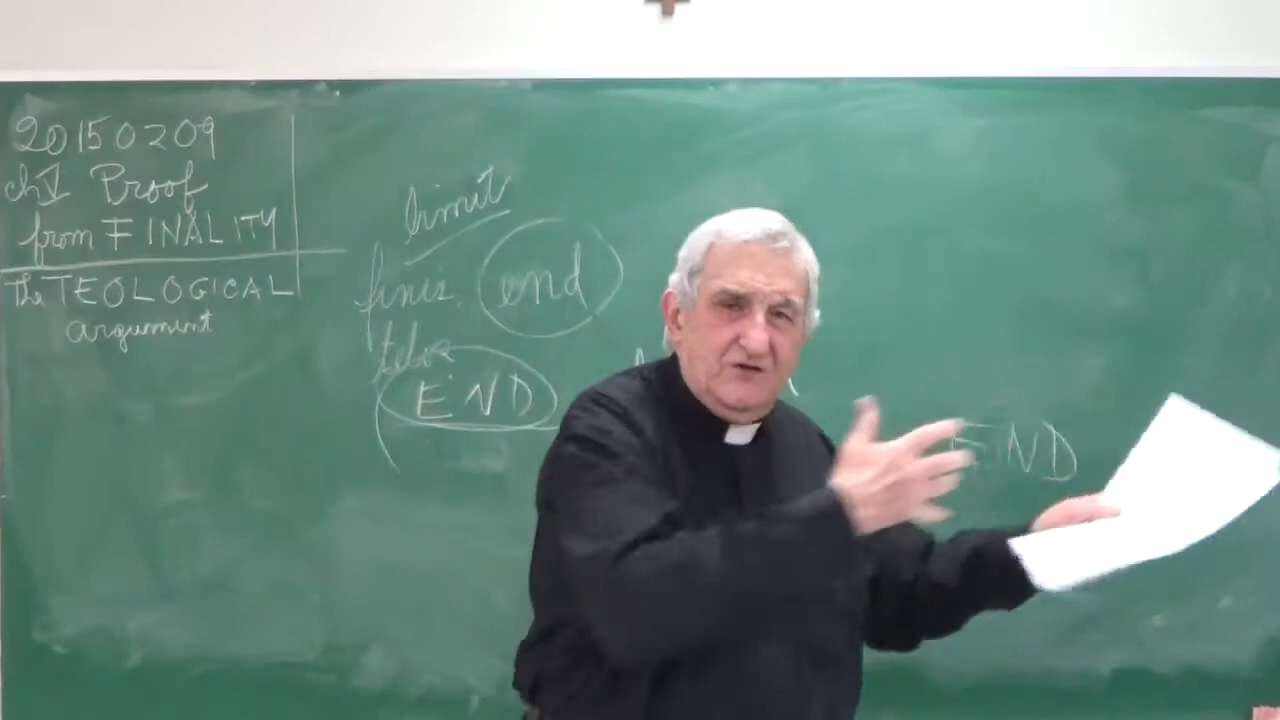 20150209
ch V Proof
from FINALITY
The TEOLOGICAL
argument
limit
finis. end
telos
END
END